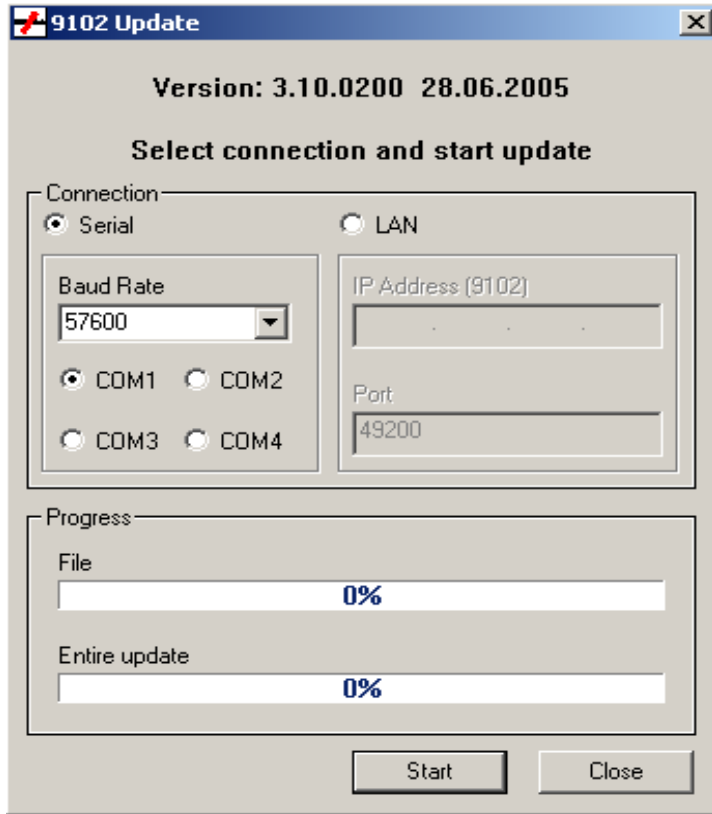 9102 Update
Version: 3.10.0200 28.06.2005
Select connection and start update
Connection
Serial
LAN
Baud Rate
57600
COM1 COM2
COM3 COM4
IP Address (9102)
. . .
Port
49200
Progress
File
0%
Entire update
0%
Start Close